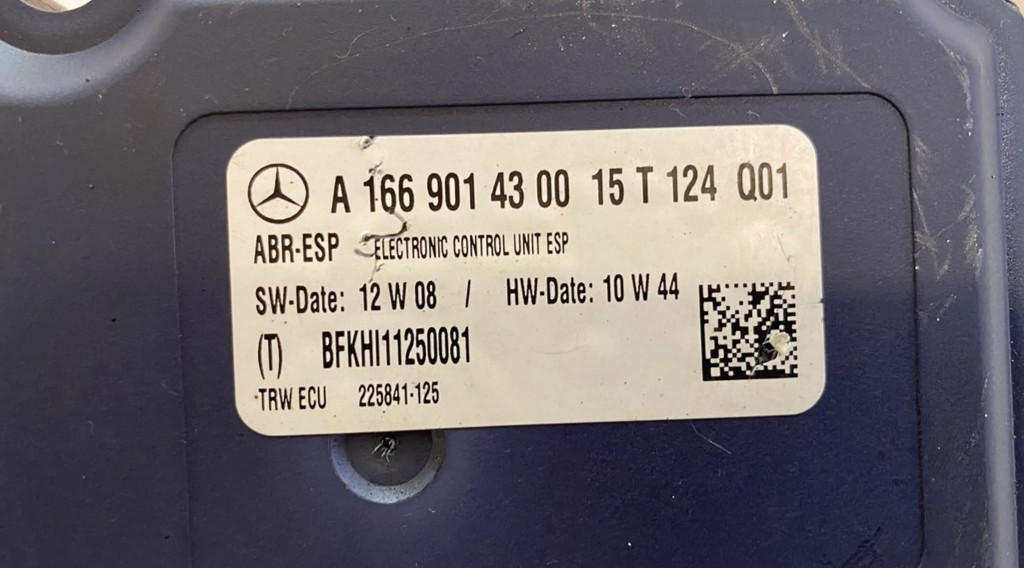 A 166 901 43 00 15 T 124 Q01
ABR-ESP ELECTRONIC CONTROL UNIT ESP
SW-Date: 12 W 08 / HW-Date: 10 W 44
(T) BFKHI11250081
TRW ECU 225841-125